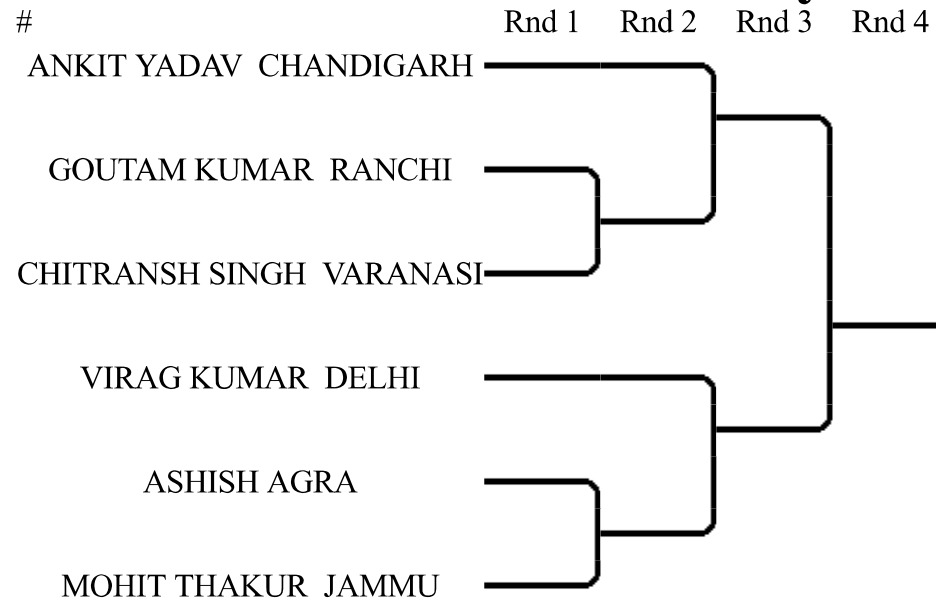 # Rnd 1 Rnd 2 Rnd 3 Rnd 4
ANKIT YADAV CHANDIGARH
GOUTAM KUMAR RANCHI
CHITRANSH SINGH VARANASI
VIRAG KUMAR DELHI
ASHISH AGRA
MOHIT THAKUR JAMMU